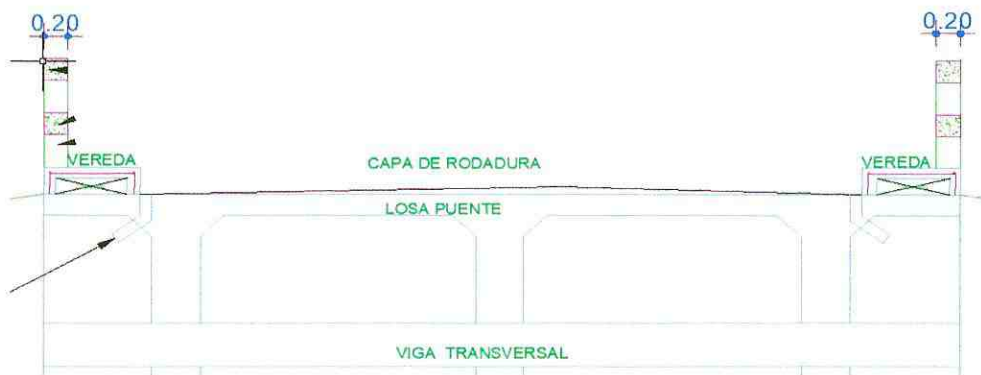 0.20 0.20
VEREDA CAPA DE RODADURA VEREDA
LOSA PUENTE
VIGA TRANSVERSAL